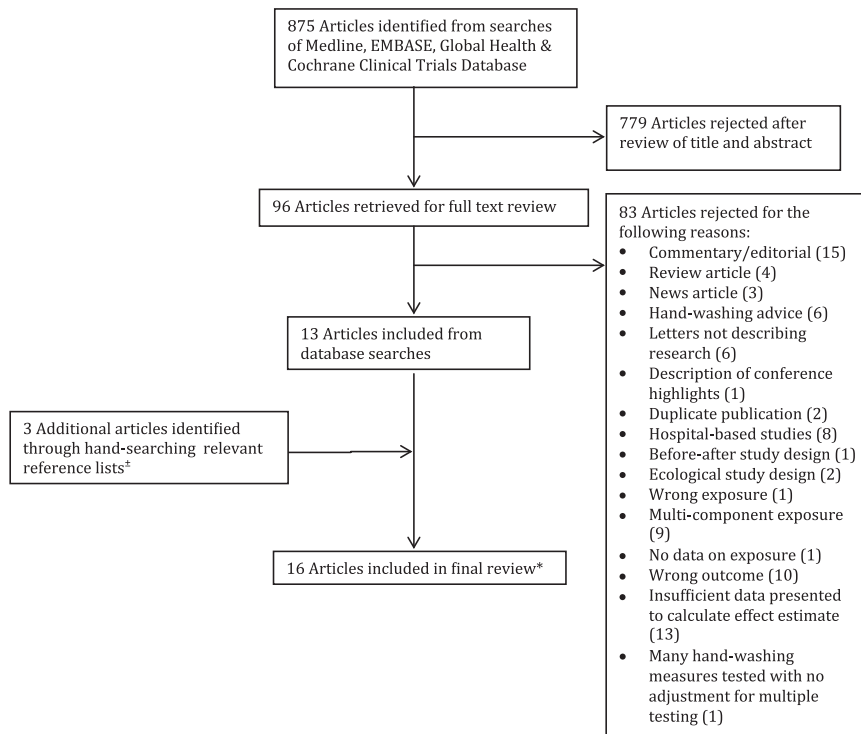 875 Articles identified from searches
of Medline, EMBASE, Global Health &
Cochrane Clinical Trials Database
779 Articles rejected after
review of title and abstract
96 Articles retrieved for full text review
83 Articles rejected for the
following reasons:
• Commentary/editorial (15)
• Review article (4)
• News article (3)
• Hand-washing advice (6)
• Letters not describing
research (6)
• Description of conference
highlights (1)
• Duplicate publication (2)
• Hospital-based studies (8)
• Before-after study design (1)
• Ecological study design (2)
• Wrong exposure (1)
• Multi-component exposure
(9)
• No data on exposure (1)
• Wrong outcome (10)
• Insufficient data presented
to calculate effect estimate
(13)
• Many hand-washing
measures tested with no
adjustment for multiple
testing (1)
13 Articles included from
database searches
3 Additional articles identified
through hand-searching relevant
reference lists±
16 Articles included in final review*